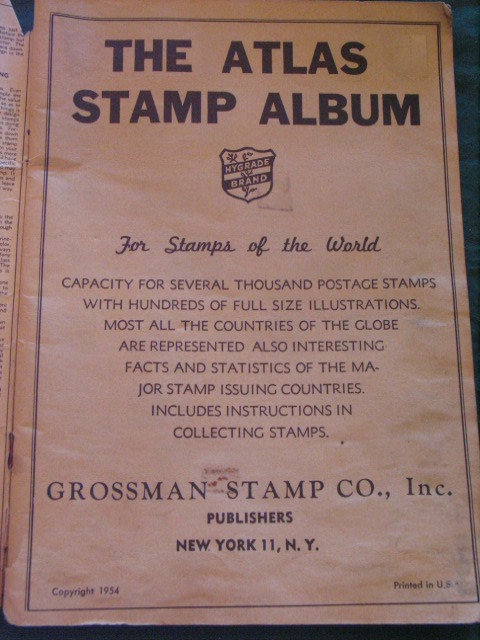 THE ATLAS
STAMP ALBUM
HYGRADE
BRAND
For Stamps of the World
CAPACITY FOR SEVERAL THOUSAND POSTAGE STAMPS
WITH HUNDREDS OF FULL SIZE ILLUSTRATIONS.
MOST ALL THE COUNTRIES OF THE GLOBE
ARE REPRESENTED ALSO INTERESTING
FACTS AND STATISTICS OF THE MA-
JOR STAMP ISSUING COUNTRIES.
INCLUDES INSTRUCTIONS IN
COLLECTING STAMPS.
GROSSMAN STAMP CO., Inc.
PUBLISHERS
NEW YORK 11, N. Y.
Copyright 1954
Printed in U.S